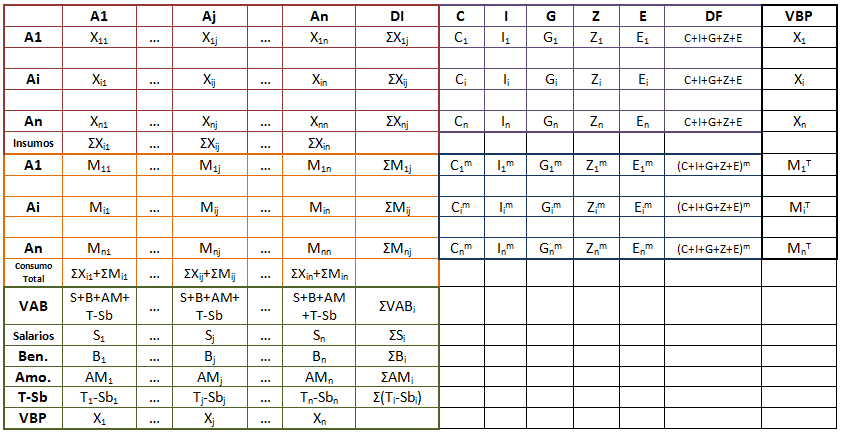 A1 Aj An DI C I G Z E DF VBP
A1 X₁₁ ... X₁ⱼ ... X₁ₙ ΣX₁ⱼ C₁ I₁ G₁ Z₁ E₁ C+I+G+Z+E X₁
Ai Xᵢ₁ ... Xᵢⱼ ... Xᵢₙ ΣXᵢⱼ Cᵢ Iᵢ Gᵢ Zᵢ Eᵢ C+I+G+Z+E Xᵢ
An Xₙ₁ ... Xₙⱼ ... Xₙₙ ΣXₙⱼ Cₙ Iₙ Gₙ Zₙ Eₙ C+I+G+Z+E Xₙ
Insumos ΣXᵢ₁ ... ΣXᵢⱼ ... ΣXᵢₙ
A1 M₁₁ ... M₁ⱼ ... M₁ₙ ΣM₁ⱼ C₁ᵐ I₁ᵐ G₁ᵐ Z₁ᵐ E₁ᵐ (C+I+G+Z+E)ᵐ M₁ᵀ
Ai Mᵢ₁ ... Mᵢⱼ ... Mᵢₙ ΣMᵢⱼ Cᵢᵐ Iᵢᵐ Gᵢᵐ Zᵢᵐ Eᵢᵐ (C+I+G+Z+E)ᵐ Mᵢᵀ
An Mₙ₁ ... Mₙⱼ ... Mₙₙ ΣMₙⱼ Cₙᵐ Iₙᵐ Gₙᵐ Zₙᵐ Eₙᵐ (C+I+G+Z+E)ᵐ Mₙᵀ
Consumo
Total ΣXᵢ₁+ΣMᵢ₁ ... ΣXᵢⱼ+ΣMᵢⱼ ... ΣXᵢₙ+ΣMᵢₙ
VAB S+B+AM+ ... S+B+AM+ ... S+B+AM ΣVABᵢ
T-Sb T-Sb +T-Sb
Salarios S₁ ... Sⱼ ... Sₙ ΣSᵢ
Ben. B₁ ... Bⱼ ... Bₙ ΣBᵢ
Amo. AM₁ ... AMⱼ ... AMₙ ΣAMᵢ
T-Sb T₁-Sb₁ ... Tⱼ-Sbⱼ ... Tₙ-Sbₙ Σ(Tᵢ-Sbᵢ)
VBP X₁ ... Xⱼ ... Xₙ